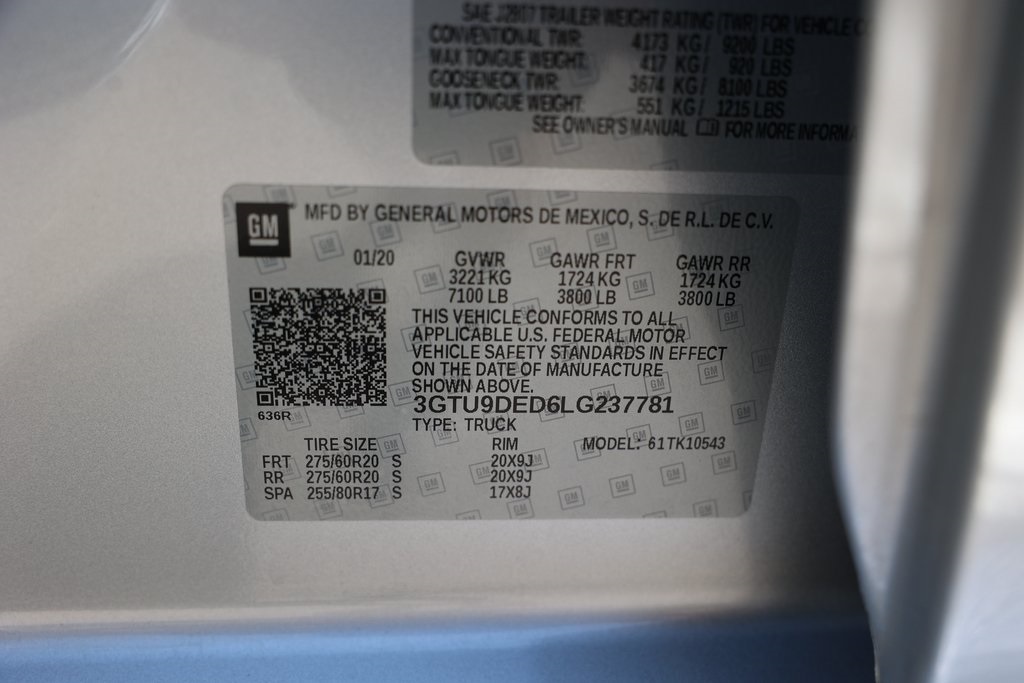 SAE J2807 TRAILER WEIGHT RATING (TWR) FOR VEHICLE
CONVENTIONAL TWR: 4173 KG/ 9200 LBS
MAX TONGUE WEIGHT: 417 KG/ 920 LBS
GOOSENECK TWR: 3674 KG/ 8100 LBS
MAX TONGUE WEIGHT: 551 KG/ 1215 LBS
SEE OWNER'S MANUAL FOR MORE INFORMA
GM MFD BY GENERAL MOTORS DE MEXICO, S. DE R.L. DE C.V.
01/20 GVWR GAWR FRT GAWR RR
3221 KG 1724 KG 1724 KG
7100 LB 3800 LB 3800 LB
THIS VEHICLE CONFORMS TO ALL
APPLICABLE U.S. FEDERAL MOTOR
VEHICLE SAFETY STANDARDS IN EFFECT
ON THE DATE OF MANUFACTURE
SHOWN ABOVE.
3GTU9DED6LG237781
636R
TYPE: TRUCK
TIRE SIZE RIM MODEL: 61TK10543
FRT 275/60R20 S 20X9J
RR 275/60R20 S 20X9J
SPA 255/80R17 S 17X8J